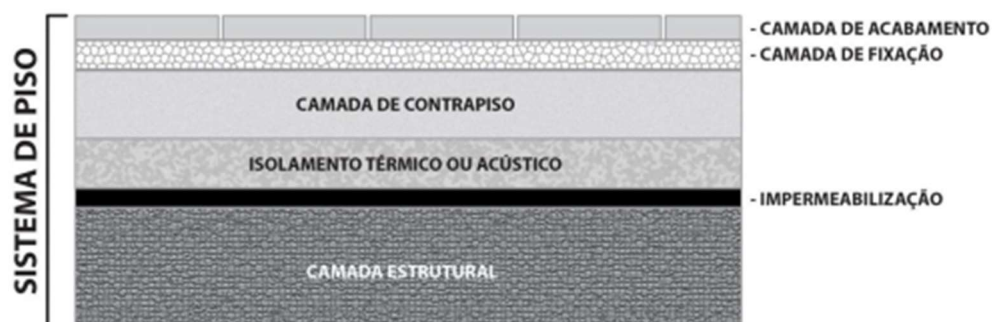 SISTEMA DE PISO
- CAMADA DE ACABAMENTO
- CAMADA DE FIXAÇÃO
CAMADA DE CONTRAPISO
ISOLAMENTO TÉRMICO OU ACÚSTICO
- IMPERMEABILIZAÇÃO
CAMADA ESTRUTURAL